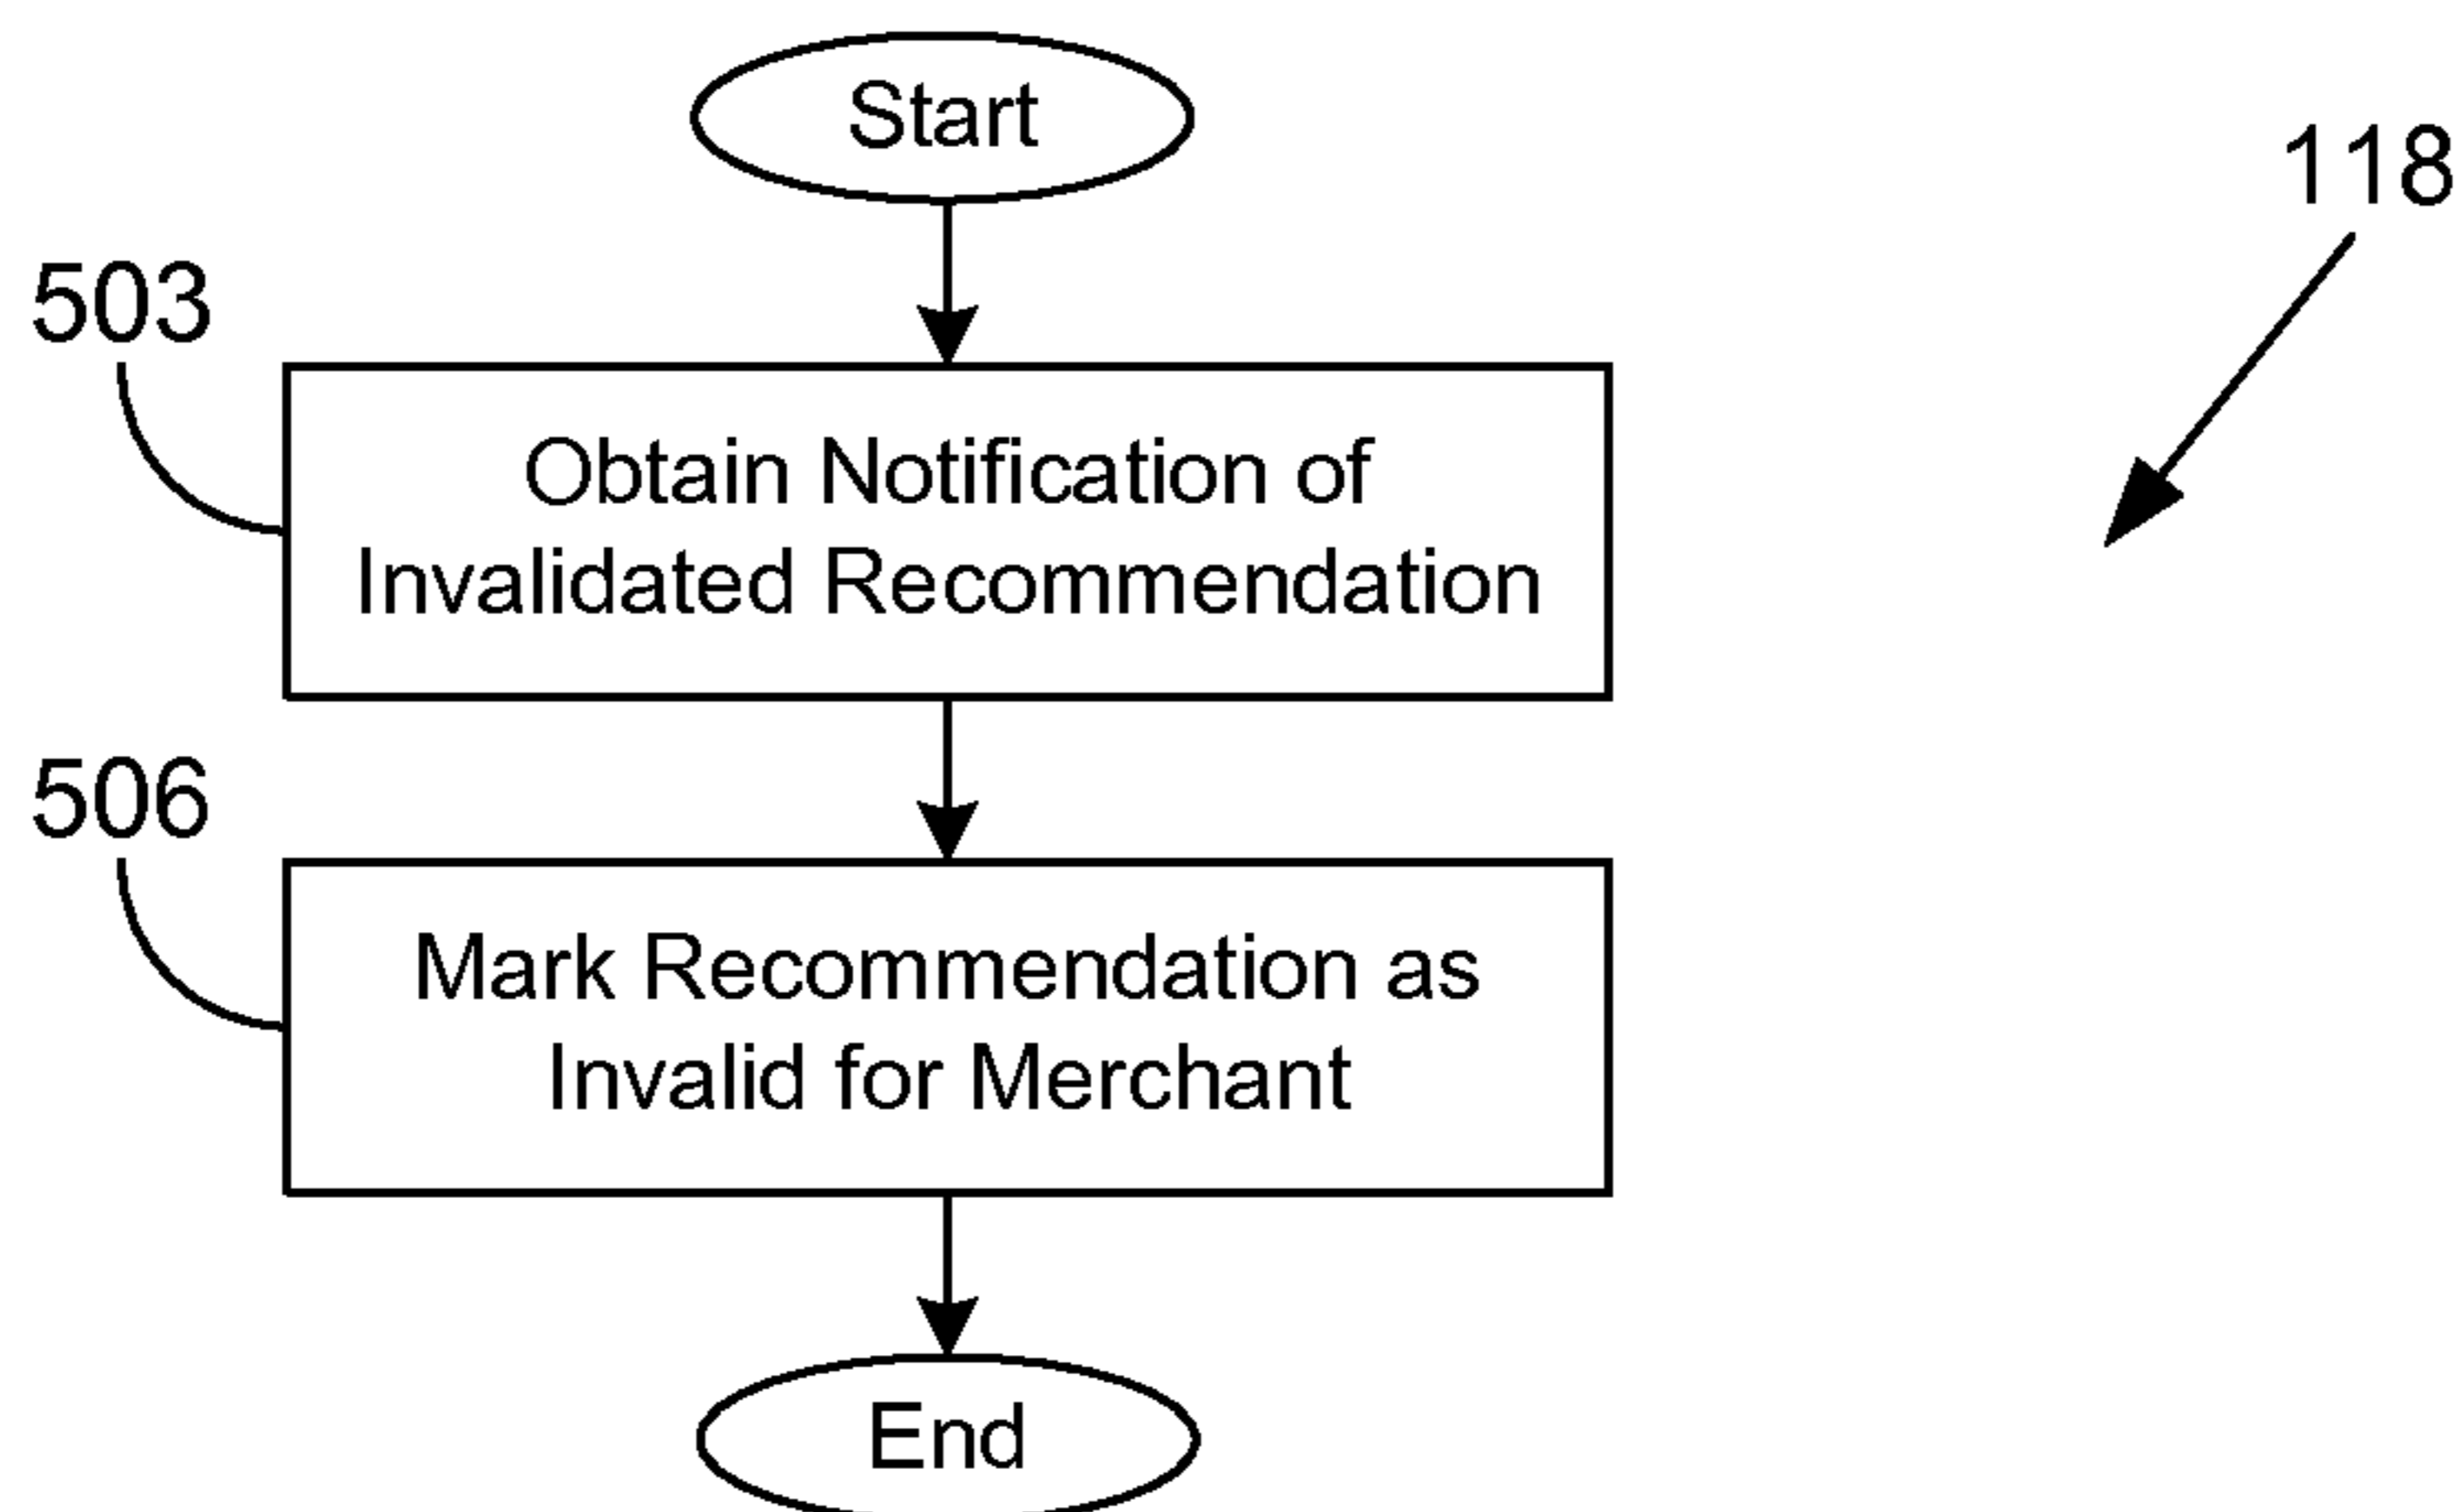 Start
118
503
Obtain Notification of
Invalidated Recommendation
506
Mark Recommendation as
Invalid for Merchant
End